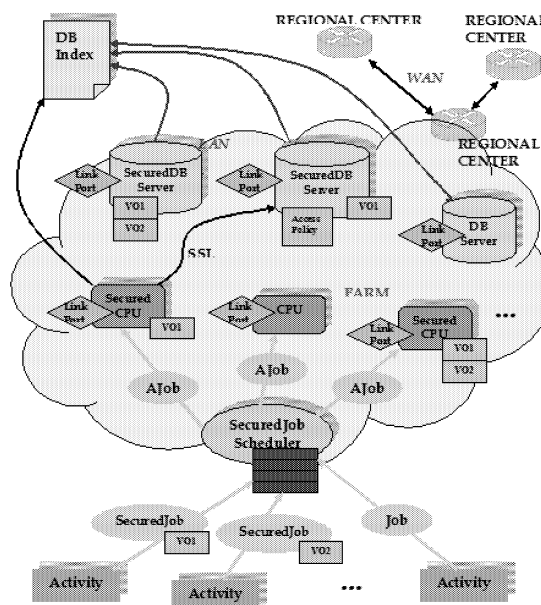 DB
Index
REGIONAL CENTER
REGIONAL
CENTER
WAN
REGIONAL
CENTER
LAN
Link
Port
SecuredDB
Server
VO1
VO2
Link
Port
SecuredDB
Server
Access
Policy
VO1
Link
Port
DB
Server
SSL
FARM
Link
Port
Secured
CPU
VO1
Link
Port
CPU
Link
Port
Secured
CPU
VO1
VO2
...
AJob
AJob
AJob
SecuredJob
Scheduler
SecuredJob
VO1
SecuredJob
VO2
Job
Activity
Activity
...
Activity